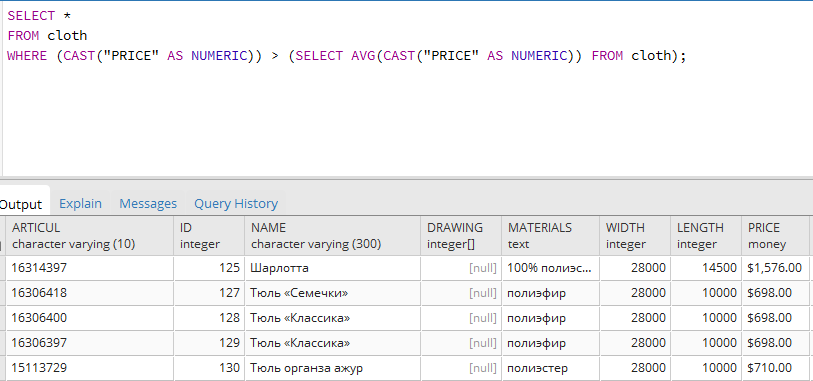 SELECT *
FROM cloth
WHERE (CAST("PRICE" AS NUMERIC)) > (SELECT AVG(CAST("PRICE" AS NUMERIC)) FROM cloth);
Output Explain Messages Query History
ARTICUL ID NAME DRAWING MATERIALS WIDTH LENGTH PRICE
character varying (10) integer character varying (300) integer[] text integer integer money
16314397 125 Шарлотта [null] 100% полиэс... 28000 14500 $1,576.00
16306418 127 Тюль «Семечки» [null] полиэфир 28000 10000 $698.00
16306400 128 Тюль «Классика» [null] полиэфир 28000 10000 $698.00
16306397 129 Тюль «Классика» [null] полиэфир 28000 10000 $698.00
15113729 130 Тюль органза ажур [null] полиэстер 28000 10000 $710.00